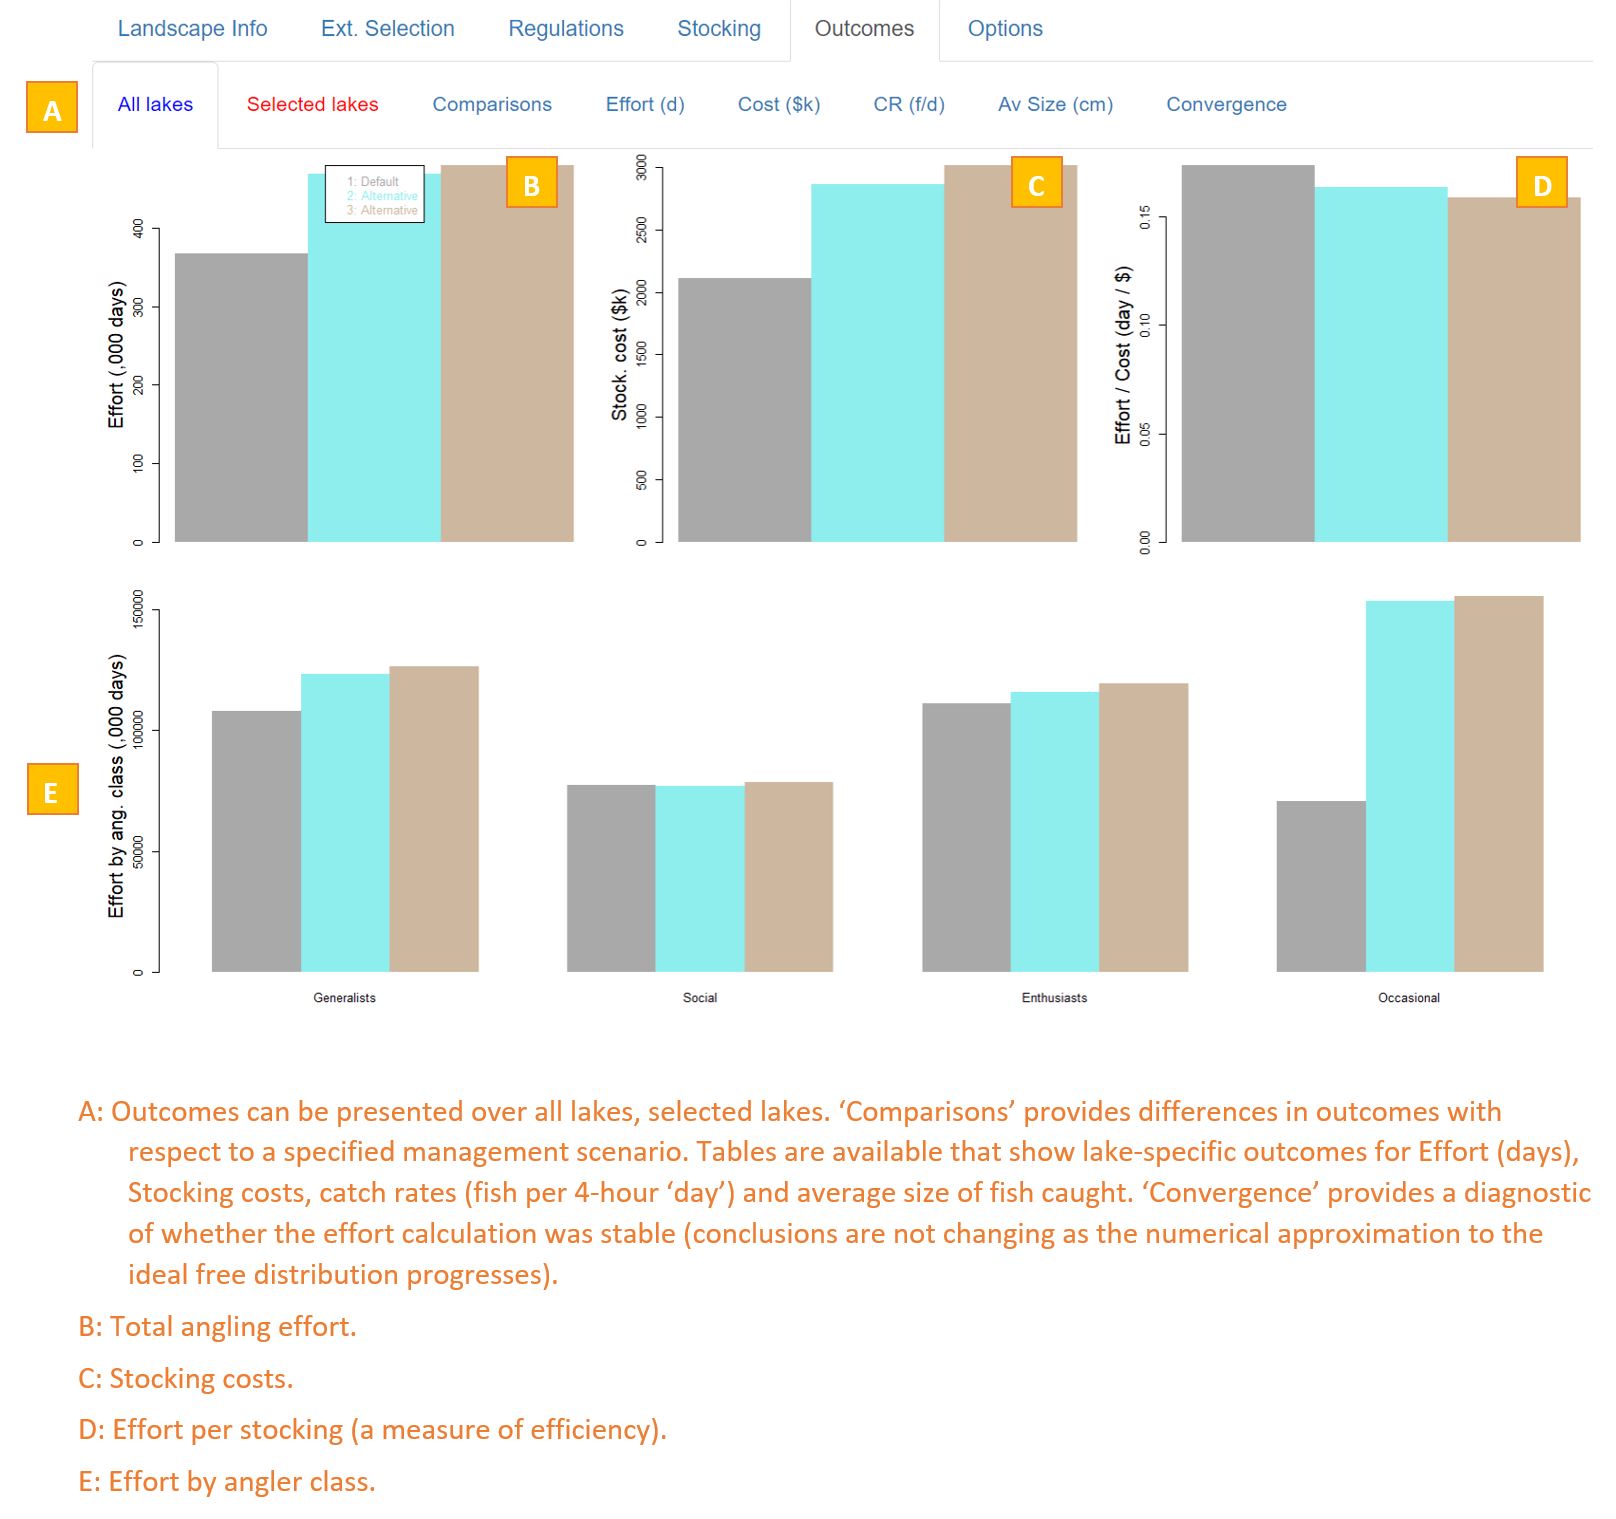 Landscape Info Ext. Selection Regulations Stocking Outcomes Options
A
All lakes Selected lakes Comparisons Effort (d) Cost ($k) CR (f/d) Av Size (cm) Convergence
B
1: Default
2: Alternative
3: Alternative
Effort (,000 days)
0 100 200 300 400
C
Stock. cost ($k)
0 500 1000 1500 2000 2500 3000
D
Effort / Cost (day / $)
0.00 0.05 0.10 0.15
E
Effort by ang. class (,000 days)
0 50000 100000 150000
Generalists Social Enthusiasts Occasional
A: Outcomes can be presented over all lakes, selected lakes. ‘Comparisons’ provides differences in outcomes with
respect to a specified management scenario. Tables are available that show lake-specific outcomes for Effort (days),
Stocking costs, catch rates (fish per 4-hour ‘day’) and average size of fish caught. ‘Convergence’ provides a diagnostic
of whether the effort calculation was stable (conclusions are not changing as the numerical approximation to the
ideal free distribution progresses).
B: Total angling effort.
C: Stocking costs.
D: Effort per stocking (a measure of efficiency).
E: Effort by angler class.